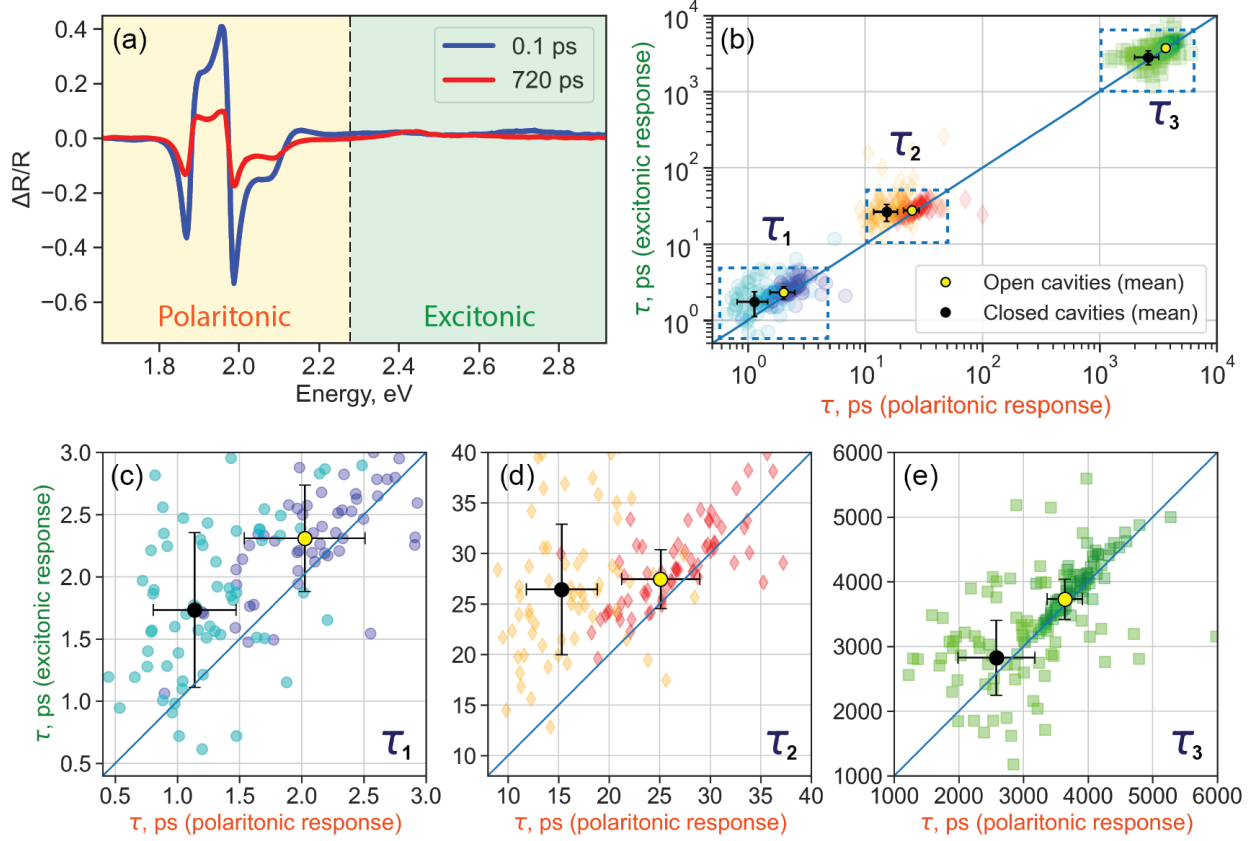 (a)
0.1 ps
720 ps
Polaritonic
Excitonic
ΔR/R
0.4
0.2
0.0
−0.2
−0.4
−0.6
1.8
2.0
2.2
2.4
2.6
2.8
Energy, eV
(b)
τ, ps (excitonic response)
10⁴
10³
10²
10¹
10⁰
τ₁
τ₂
τ₃
Open cavities (mean)
Closed cavities (mean)
10⁰
10¹
10²
10³
10⁴
τ, ps (polaritonic response)
(c)
τ, ps (excitonic response)
3.0
2.5
2.0
1.5
1.0
0.5
τ₁
0.5
1.0
1.5
2.0
2.5
3.0
τ, ps (polaritonic response)
(d)
40
35
30
25
20
15
10
τ₂
10
15
20
25
30
35
40
τ, ps (polaritonic response)
(e)
6000
5000
4000
3000
2000
1000
τ₃
1000
2000
3000
4000
5000
6000
τ, ps (polaritonic response)